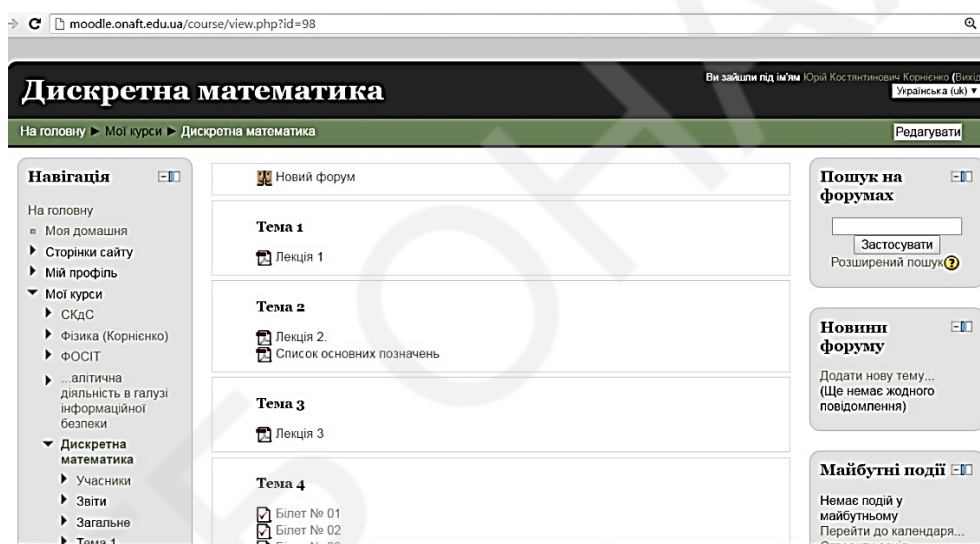 moodle.onaft.edu.ua/course/view.php?id=98
Дискретна математика
Ви зайшли під ім'ям Юрій Костянтинович Корнієнко (Вихід
Українська (uk)
На головну ► Мої курси ► Дискретна математика
Редагувати
Навігація
На головну
Моя домашня
Сторінки сайту
Мій профіль
Мої курси
СКдС
Фізика (Корнієнко)
ФОСІТ
...алітична
діяльність в галузі
інформаційної
безпеки
Дискретна
математика
Учасники
Звіти
Загальне
Тема 1
Новий форум
Тема 1
Лекція 1
Тема 2
Лекція 2.
Список основних позначень
Тема 3
Лекція 3
Тема 4
Білет № 01
Білет № 02
Пошук на
форумах
Застосувати
Розширений пошук
Новини
форуму
Додати нову тему...
(Ще немає жодного
повідомлення)
Майбутні події
Немає подій у
майбутньому
Перейти до календаря...